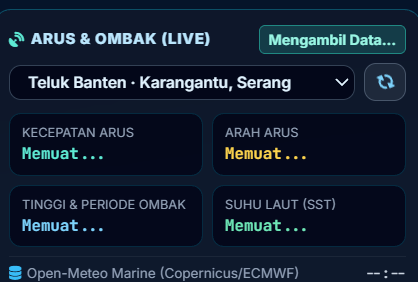 ARUS & OMBAK (LIVE)
Mengambil Data...
Teluk Banten · Karangantu, Serang
KECEPATAN ARUS
Memuat...
ARAH ARUS
Memuat...
TINGGI & PERIODE OMBAK
Memuat...
SUHU LAUT (SST)
Memuat...
Open-Meteo Marine (Copernicus/ECMWF)
--:--